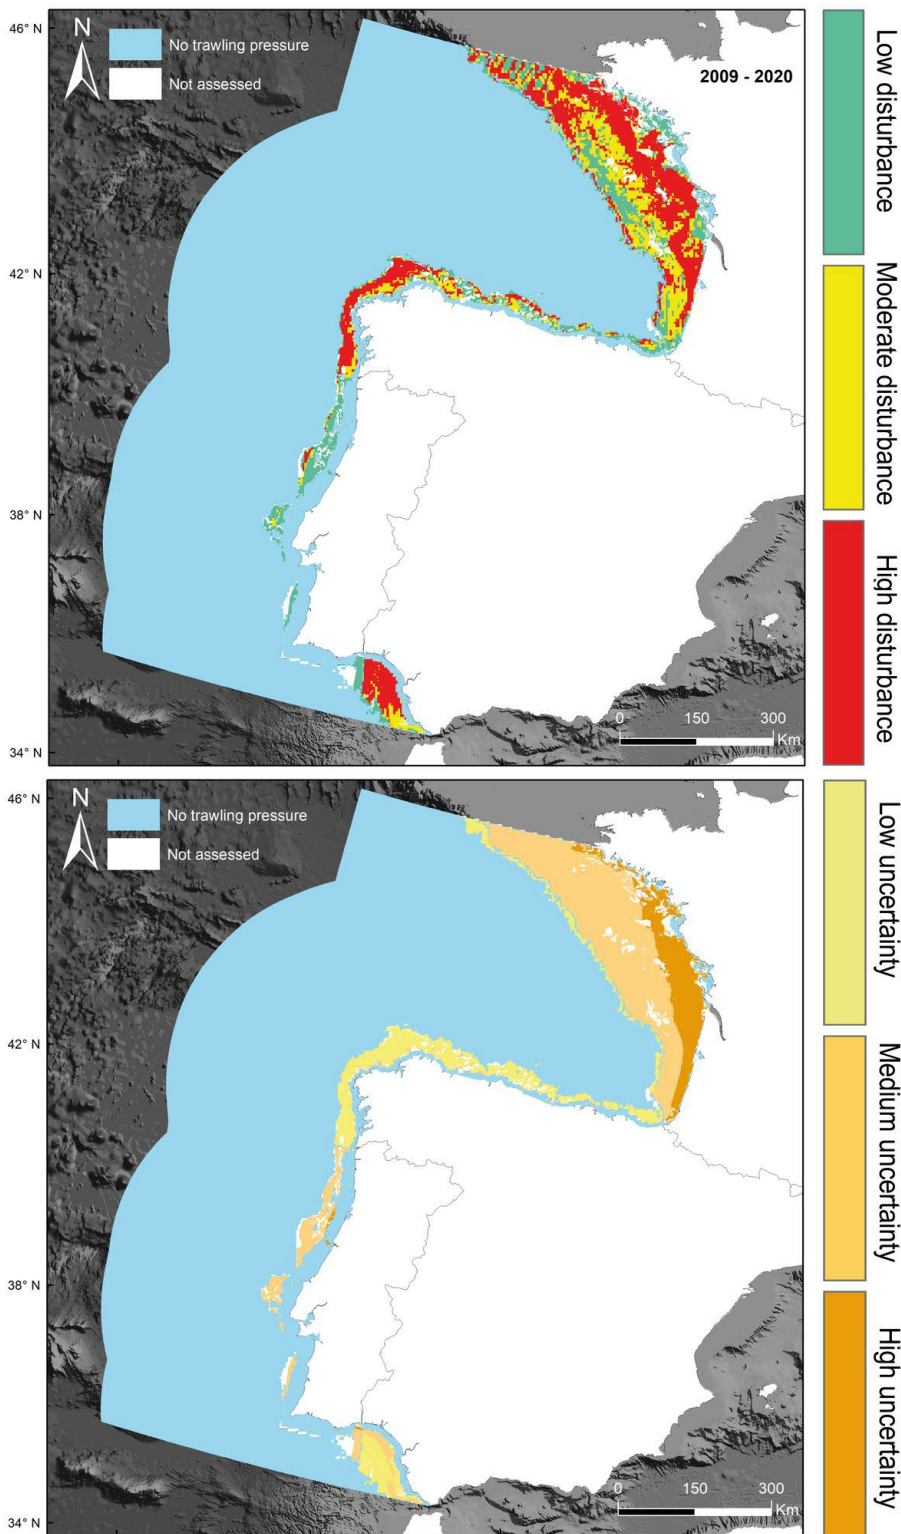 46° N
N
No trawling pressure
Not assessed
2009 - 2020
42° N
38° N
34° N
0 150 300
Km
Low disturbance
Moderate disturbance
High disturbance
46° N
N
No trawling pressure
Not assessed
42° N
38° N
34° N
0 150 300
Km
Low uncertainty
Medium uncertainty
High uncertainty